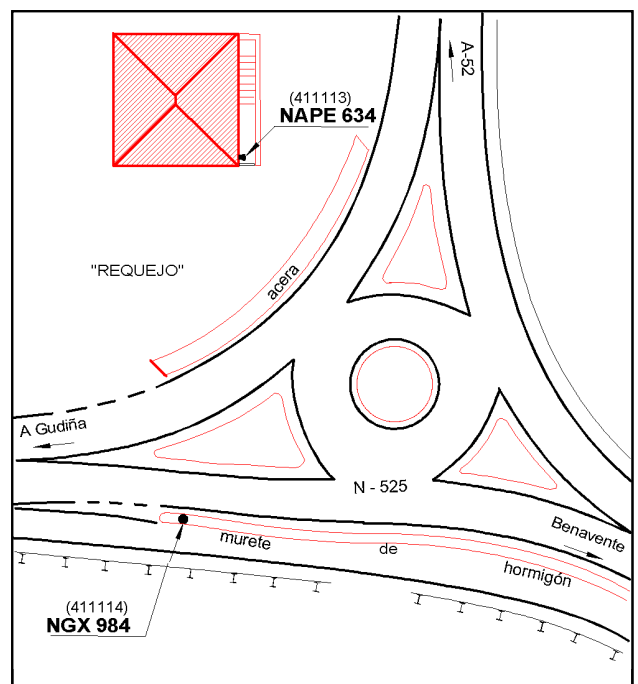 A-52
(411113)
NAPE 634
"REQUEJO"
acera
A Gudiña
N - 525
Benavente
murete de hormigón
(411114)
NGX 984